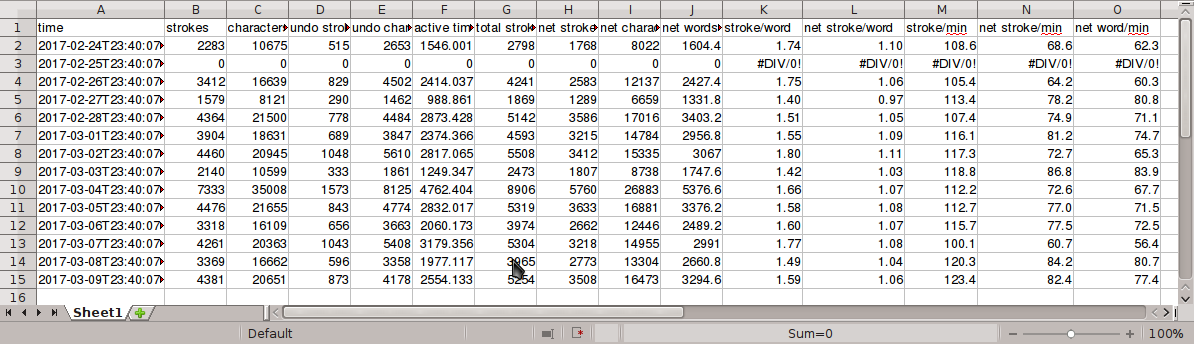 A B C D E F G H I J K L M N O
1 time strokes character undo stro undo chan active tim total strok net stroke net charac net words stroke/word net stroke/word stroke/min net stroke/min net word/min
2 2017-02-24T23:40:07 2283 10675 515 2653 1546.001 2798 1768 8022 1604.4 1.74 1.10 108.6 68.6 62.3
3 2017-02-25T23:40:07 0 0 0 0 0 0 0 0 0 #DIV/0! #DIV/0! #DIV/0! #DIV/0! #DIV/0!
4 2017-02-26T23:40:07 3412 16639 829 4502 2414.037 4241 2583 12137 2427.4 1.75 1.06 105.4 64.2 60.3
5 2017-02-27T23:40:07 1579 8121 290 1462 988.861 1869 1289 6659 1331.8 1.40 0.97 113.4 78.2 80.8
6 2017-02-28T23:40:07 4364 21500 778 4484 2873.428 5142 3586 17016 3403.2 1.51 1.05 107.4 74.9 71.1
7 2017-03-01T23:40:07 3904 18631 689 3847 2374.366 4593 3215 14784 2956.8 1.55 1.09 116.1 81.2 74.7
8 2017-03-02T23:40:07 4460 20945 1048 5610 2817.065 5508 3412 15335 3067 1.80 1.11 117.3 72.7 65.3
9 2017-03-03T23:40:07 2140 10599 333 1861 1249.347 2473 1807 8738 1747.6 1.42 1.03 118.8 86.8 83.9
10 2017-03-04T23:40:07 7333 35008 1573 8125 4762.404 8906 5760 26883 5376.6 1.66 1.07 112.2 72.6 67.7
11 2017-03-05T23:40:07 4476 21655 843 4774 2832.017 5319 3633 16881 3376.2 1.58 1.08 112.7 77.0 71.5
12 2017-03-06T23:40:07 3318 16109 656 3663 2060.173 3974 2662 12446 2489.2 1.60 1.07 115.7 77.5 72.5
13 2017-03-07T23:40:07 4261 20363 1043 5408 3179.356 5304 3218 14955 2991 1.77 1.08 100.1 60.7 56.4
14 2017-03-08T23:40:07 3369 16662 596 3358 1977.117 3965 2773 13304 2660.8 1.49 1.04 120.3 84.2 80.7
15 2017-03-09T23:40:07 4381 20651 873 4178 2554.133 5254 3508 16473 3294.6 1.59 1.06 123.4 82.4 77.4
16
Sheet1
Default Sum=0 100%